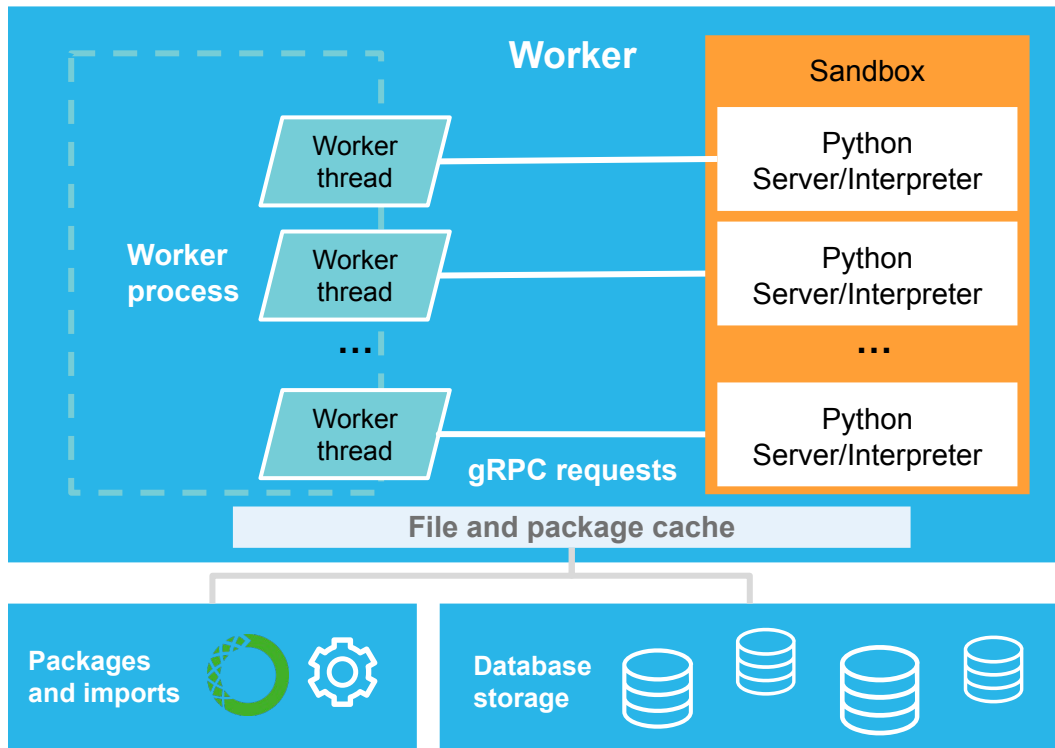 Worker
Sandbox
Worker
thread
Python
Server/Interpreter
Worker
process
Worker
thread
Python
Server/Interpreter
...
...
Worker
thread
Python
Server/Interpreter
gRPC requests
File and package cache
Packages
and imports
Database
storage